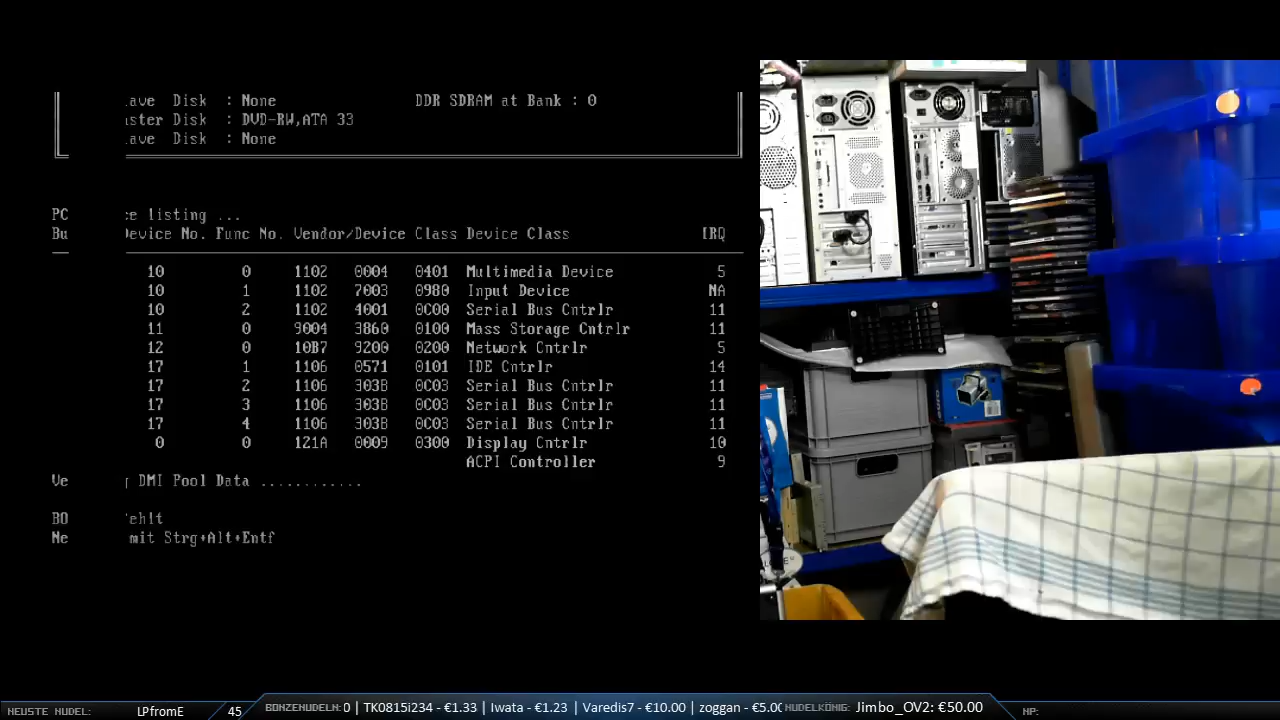 ave Disk : None DDR SDRAM at Bank : 0
ster Disk : DVD-RW,ATA 33
ave Disk : None
PC e listing ...
Bu evice No. Func No. Vendor/Device Class Device Class IRQ
10 0 1102 0004 0401 Multimedia Device 5
10 1 1102 7003 0980 Input Device NA
10 2 1102 4001 0C00 Serial Bus Cntrlr 11
11 0 9004 3860 0100 Mass Storage Cntrlr 11
12 0 10B7 9200 0200 Network Cntrlr 5
17 1 1106 0571 0101 IDE Cntrlr 14
17 2 1106 3038 0C03 Serial Bus Cntrlr 11
17 3 1106 3038 0C03 Serial Bus Cntrlr 11
17 4 1106 3038 0C03 Serial Bus Cntrlr 11
0 0 121A 0009 0300 Display Cntrlr 10
ACPI Controller 9
Ve DMI Pool Data ............
BO ehlt
Ne mit Strg+Alt+Entf
NEUSTE NUDEL: LPfromE 45 BONZENUDELN: 0 | TK0815i234 - €1.33 | Iwata - €1.23 | Varedis7 - €10.00 | zoggan - €5.00 NUDELKÖNIG: Jimbo_OV2: €50.00 HP: